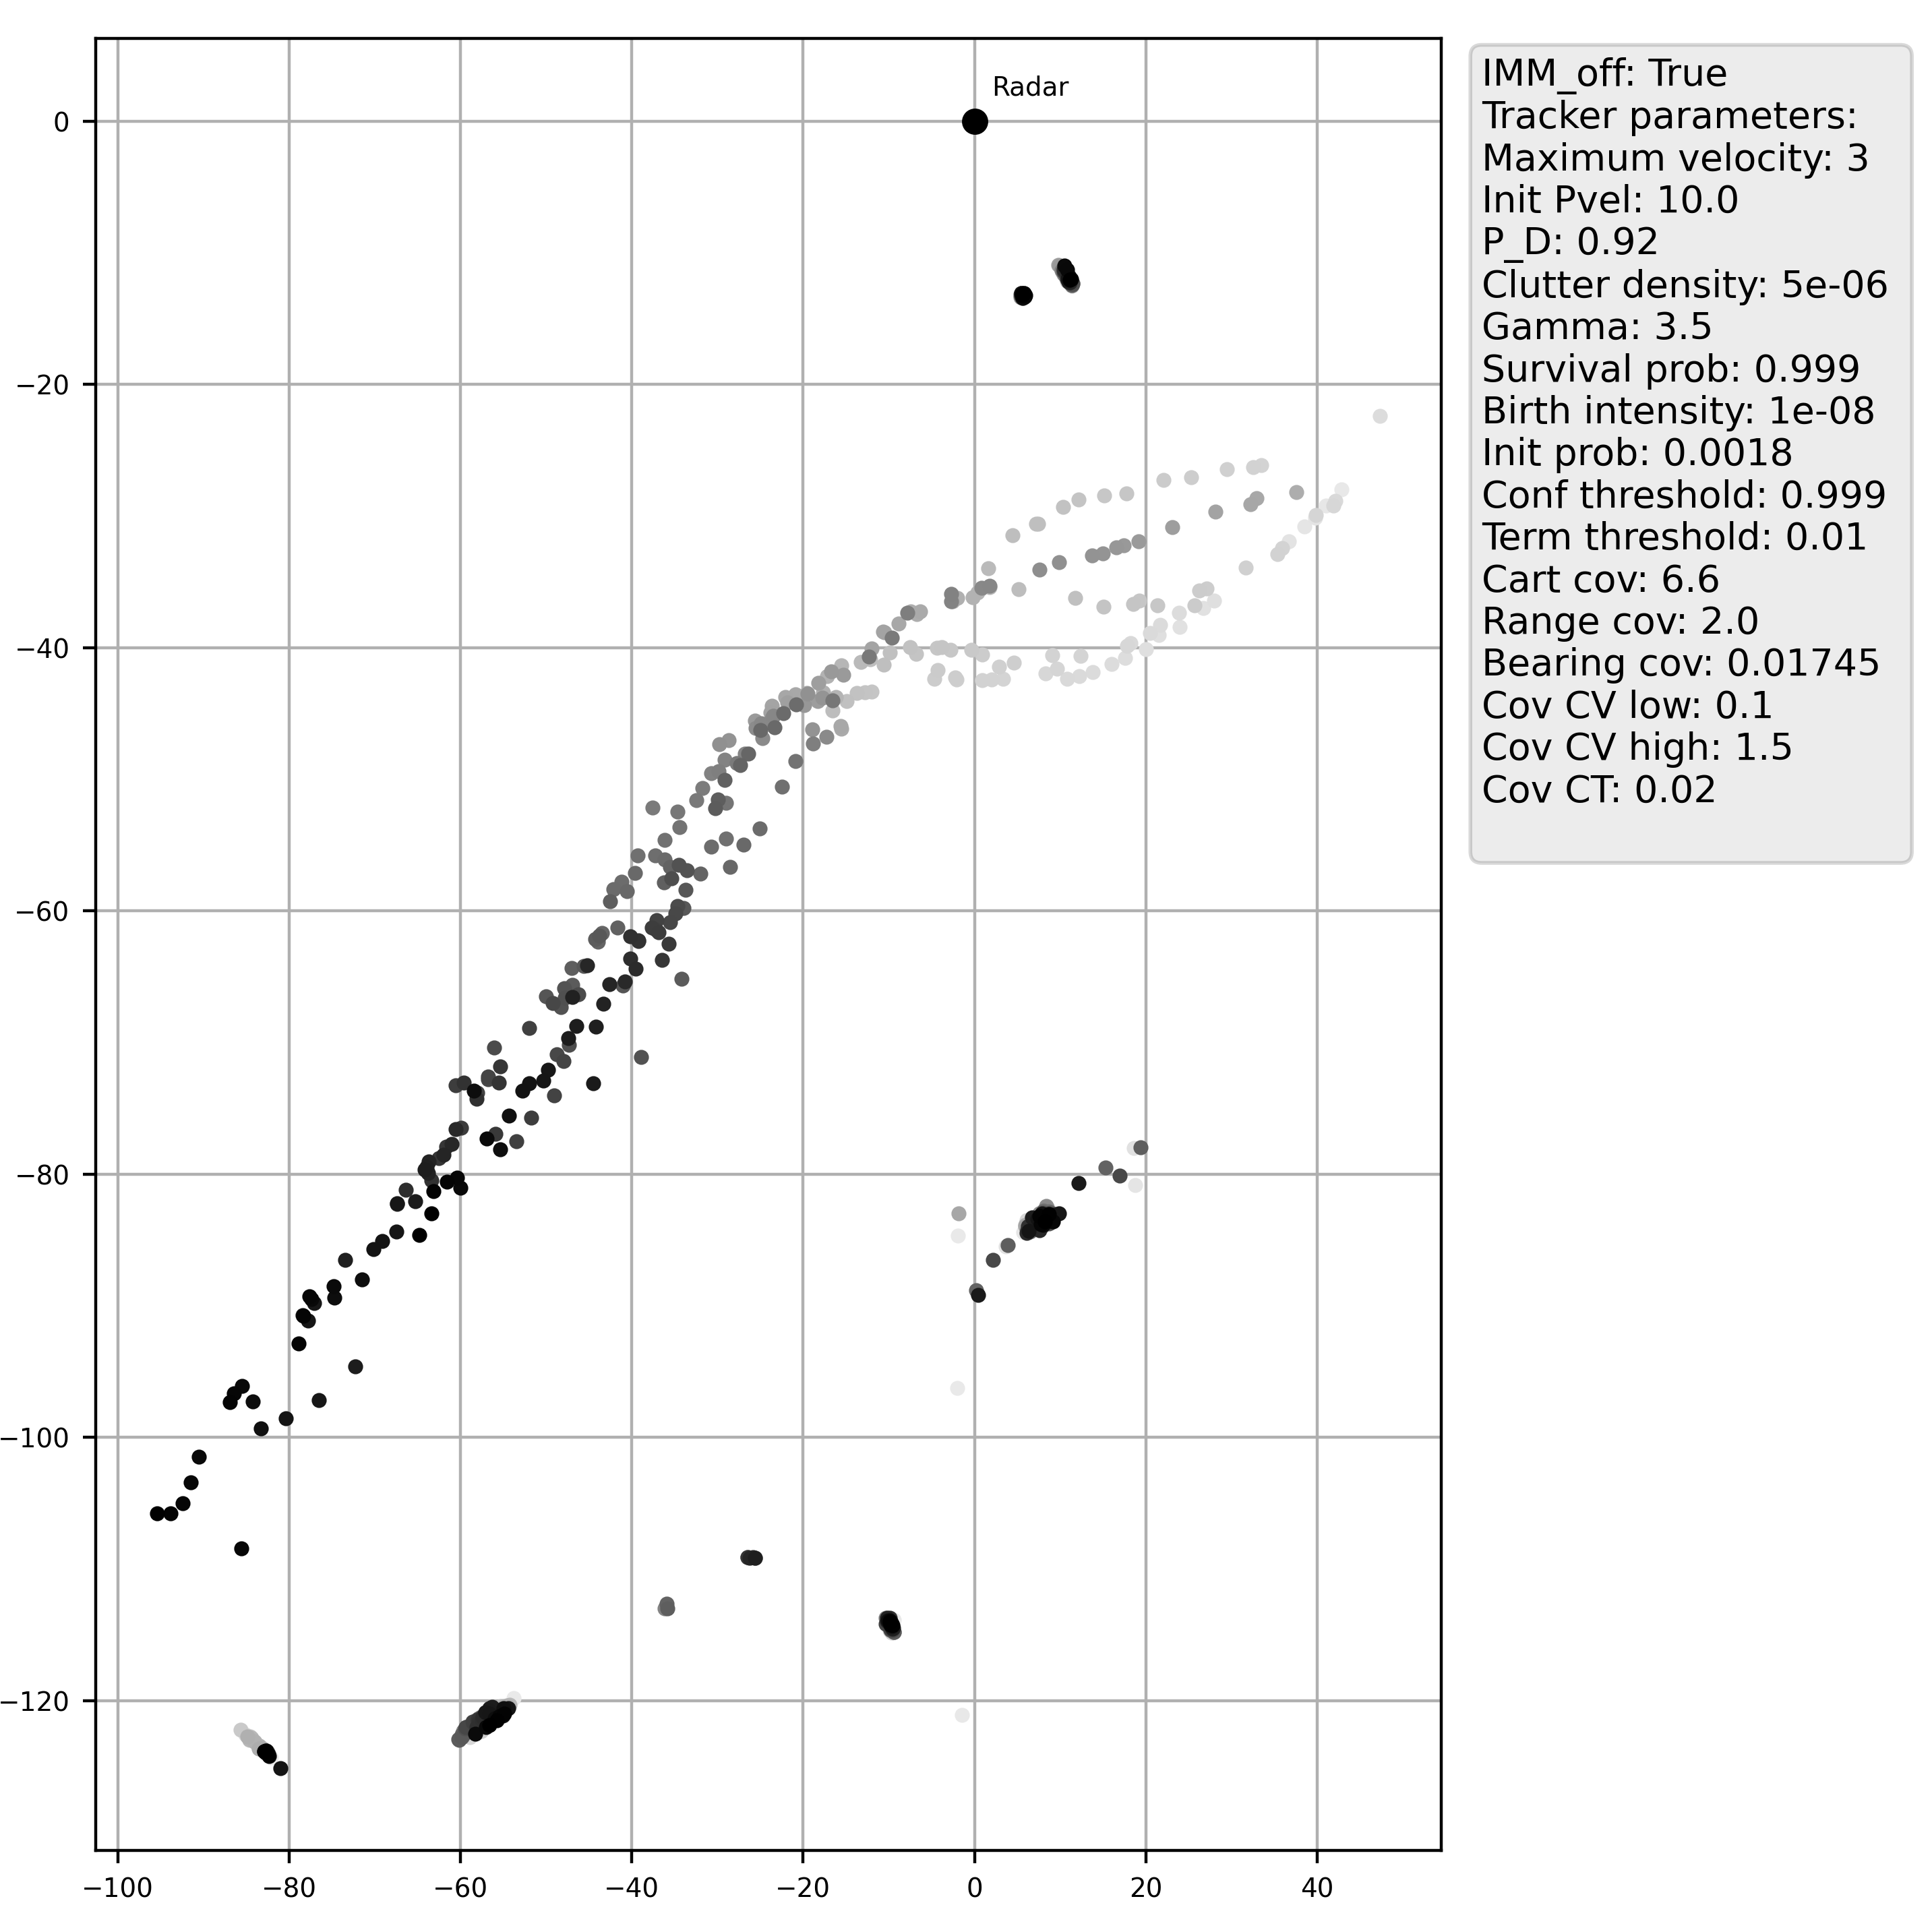 Radar
0
−20
−40
−60
−80
−100
−120
−100 −80 −60 −40 −20 0 20 40
IMM_off: True
Tracker parameters:
Maximum velocity: 3
Init Pvel: 10.0
P_D: 0.92
Clutter density: 5e-06
Gamma: 3.5
Survival prob: 0.999
Birth intensity: 1e-08
Init prob: 0.0018
Conf threshold: 0.999
Term threshold: 0.01
Cart cov: 6.6
Range cov: 2.0
Bearing cov: 0.01745
Cov CV low: 0.1
Cov CV high: 1.5
Cov CT: 0.02